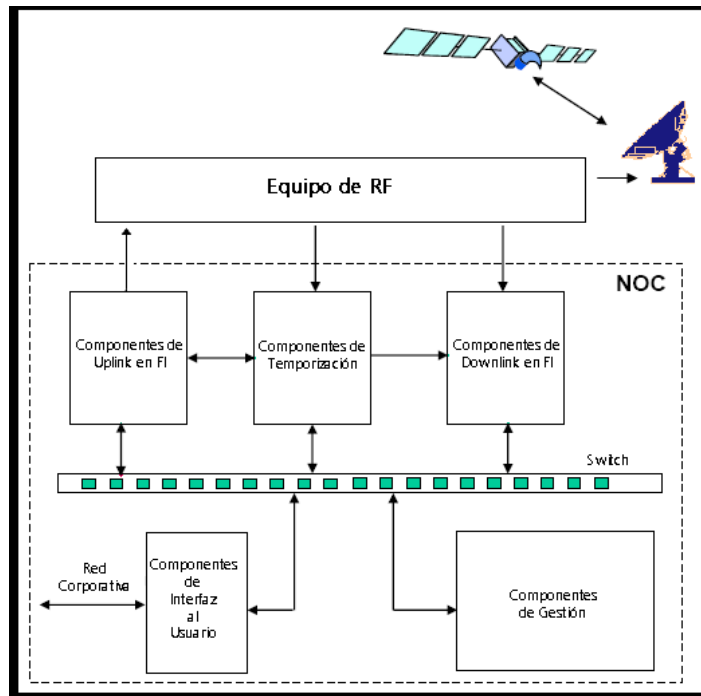 Equipo de RF
NOC
Componentes de
Uplink en FI
Componentes de
Temporización
Componentes de
Downlink en FI
Switch
Red
Corporativa
Componentes
de
Interfaz
al
Usuario
Componentes
de Gestión